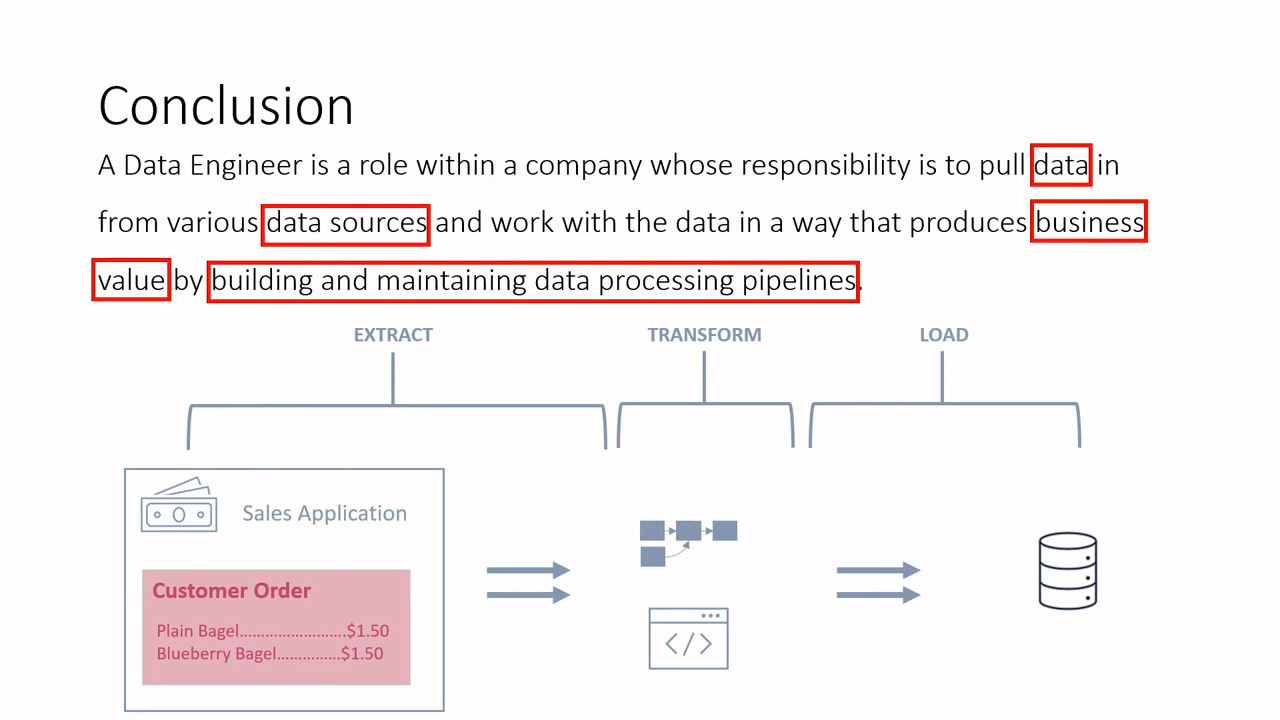 Conclusion
A Data Engineer is a role within a company whose responsibility is to pull data in
from various data sources and work with the data in a way that produces business
value by building and maintaining data processing pipelines.
EXTRACT
TRANSFORM
LOAD
Sales Application
Customer Order
Plain Bagel.........................$1.50
Blueberry Bagel...............$1.50
</>